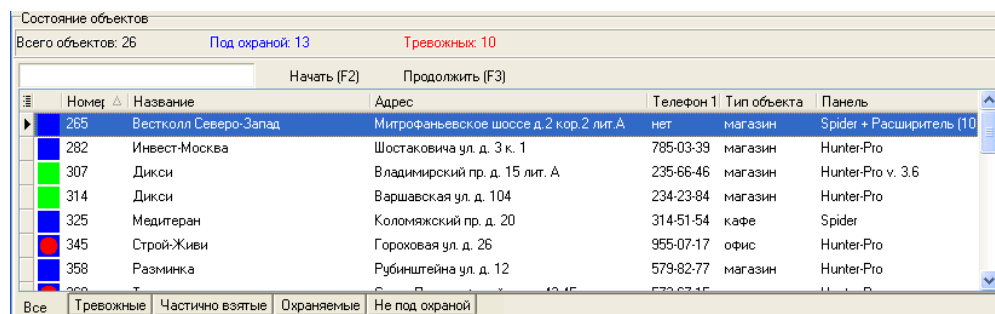 Состояние объектов
Всего объектов: 26 Под охраной: 13 Тревожных: 10
Начать (F2) Продолжить (F3)
Номер Название Адрес Телефон 1 Тип объекта Панель
265 Вестколл Северо-Запад Митрофаньевское шоссе д.2 кор.2 лит.А нет магазин Spider + Расширитель (10
282 Инвест-Москва Шостаковича ул. д. 3 к. 1 785-03-39 магазин Hunter-Pro
307 Дикси Владимирский пр. д. 15 лит. А 235-66-46 магазин Hunter-Pro v. 3.6
314 Дикси Варшавская ул. д. 104 234-23-84 магазин Hunter-Pro
325 Медитеран Коломяжский пр. д. 20 314-51-54 кафе Spider
345 Строй-Живи Гороховая ул. д. 26 955-07-17 офис Hunter-Pro
358 Разминка Рубинштейна ул. д. 12 579-82-77 магазин Hunter-Pro
Все Тревожные Частично взятые Охраняемые Не под охраной